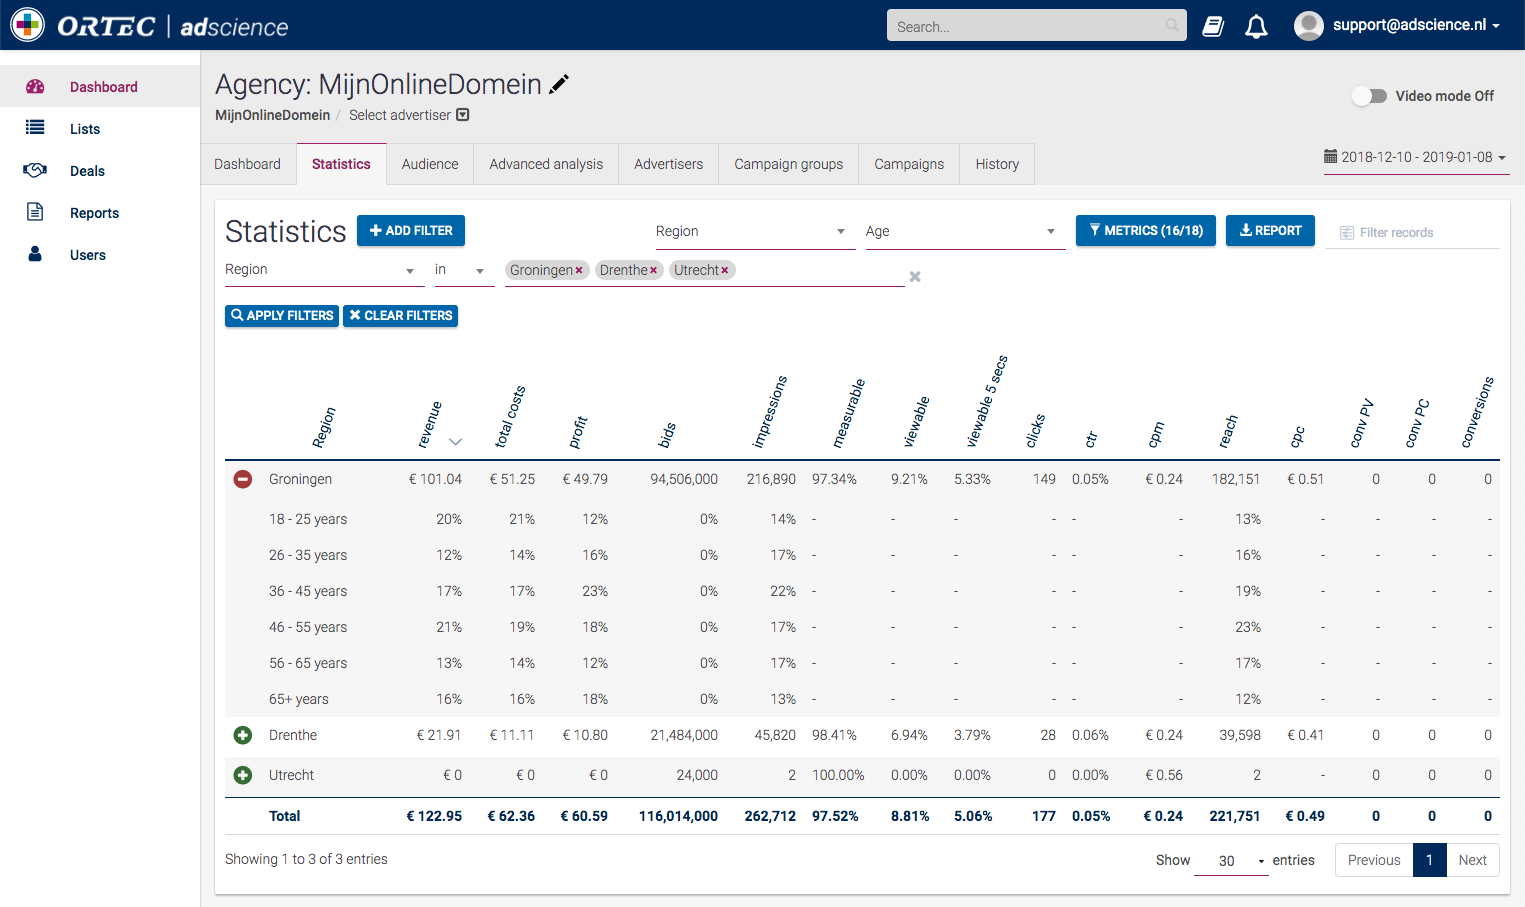 ORTEC | adscience
Search...
support@adscience.nl
Dashboard
Lists
Deals
Reports
Users
Agency: MijnOnlineDomein
MijnOnlineDomein / Select advertiser
Video mode Off
Dashboard Statistics Audience Advanced analysis Advertisers Campaign groups Campaigns History
2018-12-10 - 2019-01-08
Statistics ADD FILTER Region Age METRICS (16/18) REPORT Filter records
Region in Groningen× Drenthe× Utrecht×
APPLY FILTERS CLEAR FILTERS
Region revenue total costs profit bids impressions measurable viewable viewable 5 secs clicks ctr cpm reach cpc conv PV conv PC conversions
Groningen € 101.04 € 51.25 € 49.79 94,506,000 216,890 97.34% 9.21% 5.33% 149 0.05% € 0.24 182,151 € 0.51 0 0 0
18 - 25 years 20% 21% 12% 0% 14% - - - - - - 13% - - - -
26 - 35 years 12% 14% 16% 0% 17% - - - - - - 16% - - - -
36 - 45 years 17% 17% 23% 0% 22% - - - - - - 19% - - - -
46 - 55 years 21% 19% 18% 0% 17% - - - - - - 23% - - - -
56 - 65 years 13% 14% 12% 0% 17% - - - - - - 17% - - - -
65+ years 16% 16% 18% 0% 13% - - - - - - 12% - - - -
Drenthe € 21.91 € 11.11 € 10.80 21,484,000 45,820 98.41% 6.94% 3.79% 28 0.06% € 0.24 39,598 € 0.41 0 0 0
Utrecht € 0 € 0 € 0 24,000 2 100.00% 0.00% 0.00% 0 0.00% € 0.56 2 - 0 0 0
Total € 122.95 € 62.36 € 60.59 116,014,000 262,712 97.52% 8.81% 5.06% 177 0.05% € 0.24 221,751 € 0.49 0 0 0
Showing 1 to 3 of 3 entries
Show 30 entries
Previous 1 Next